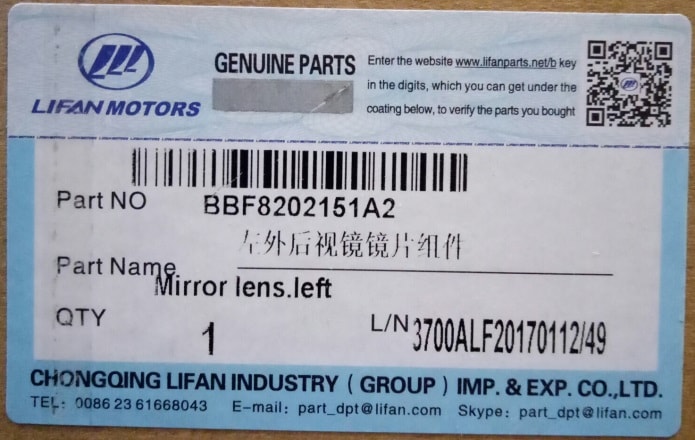 LIFAN MOTORS
GENUINE PARTS
Enter the website www.lifanparts.net/b key
in the digits, which you can get under the
coating below, to verify the parts you bought
Part NO BBF8202151A2
左外后视镜镜片组件
Part Name
Mirror lens.left
QTY 1 L/N 3700ALF20170112/49
CHONGQING LIFAN INDUSTRY ( GROUP ) IMP. & EXP. CO.,LTD.
TEL: 0086 23 61668043 E-mail: part_dpt@lifan.com Skype: part_dpt@lifan.com